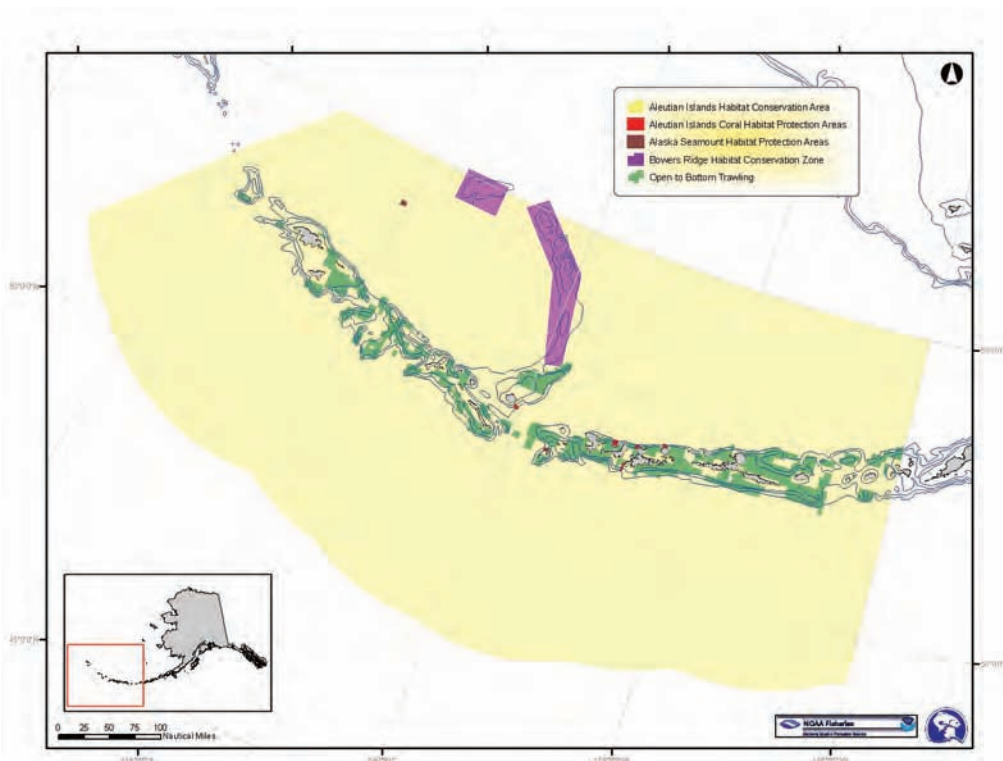 Aleutian Islands Habitat Conservation Area
Aleutian Islands Coral Habitat Protection Areas
Alaska Seamount Habitat Protection Areas
Bowers Ridge Habitat Conservation Zone
Open to Bottom Trawling
0 25 50 75 100
Nautical Miles
NOAA Fisheries